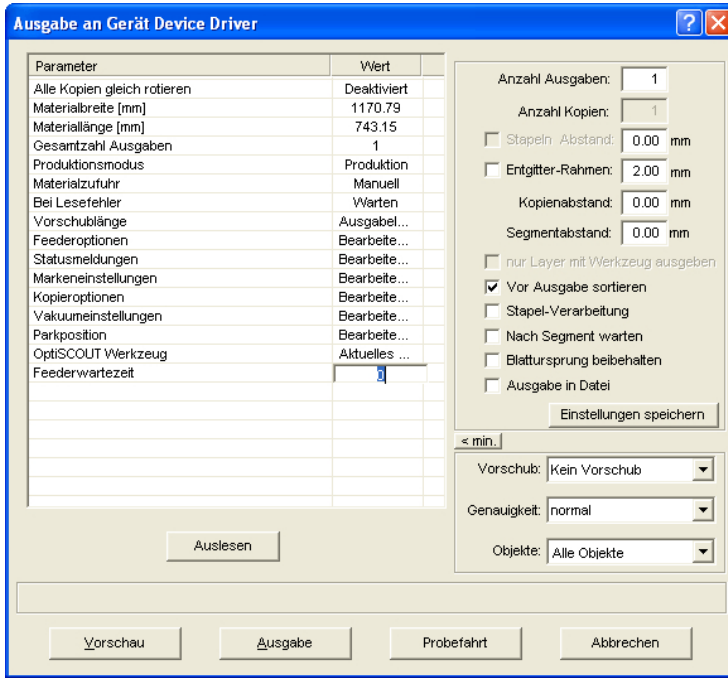 Ausgabe an Gerät Device Driver
Parameter Wert
Alle Kopien gleich rotieren Deaktiviert
Materialbreite [mm] 1170.79
Materiallänge [mm] 743.15
Gesamtzahl Ausgaben 1
Produktionsmodus Produktion
Materialzufuhr Manuell
Bei Lesefehler Warten
Vorschublänge Ausgabel...
Feederoptionen Bearbeite...
Statusmeldungen Bearbeite...
Markeneinstellungen Bearbeite...
Kopieroptionen Bearbeite...
Vakuumeinstellungen Bearbeite...
Parkposition Bearbeite...
OptiSCOUT Werkzeug Aktuelles ...
Feederwartezeit 0
Auslesen
Anzahl Ausgaben: 1
Anzahl Kopien: 1
Stapeln Abstand: 0.00 mm
Entgitter-Rahmen: 2.00 mm
Kopienabstand: 0.00 mm
Segmentabstand: 0.00 mm
nur Layer mit Werkzeug ausgeben
Vor Ausgabe sortieren
Stapel-Verarbeitung
Nach Segment warten
Blattursprung beibehalten
Ausgabe in Datei
Einstellungen speichern
< min.
Vorschub: Kein Vorschub
Genauigkeit: normal
Objekte: Alle Objekte
Vorschau Ausgabe Probefahrt Abbrechen